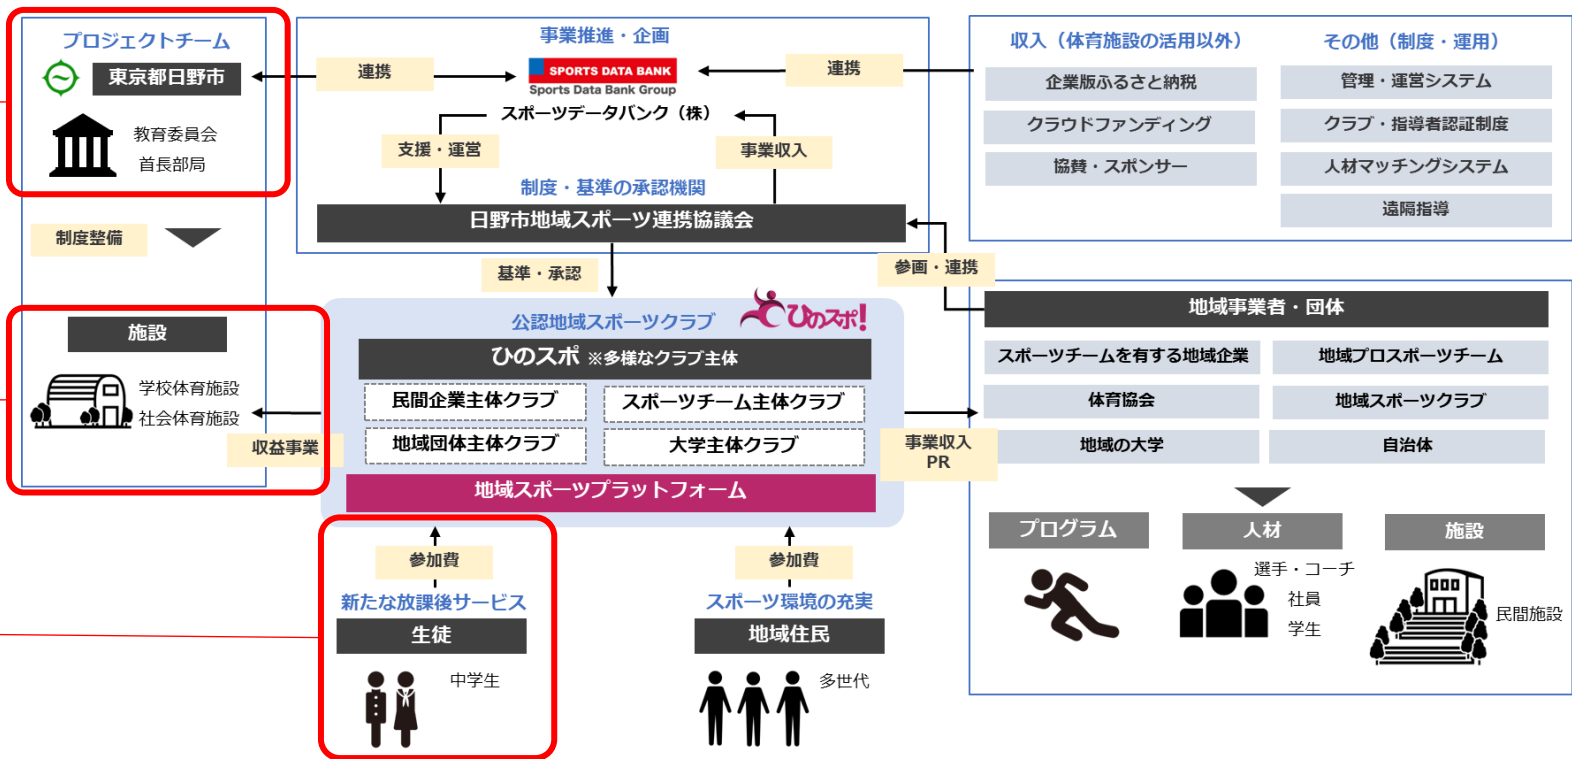 プロジェクトチーム
東京都日野市
教育委員会
首長部局
制度整備
施設
学校体育施設
社会体育施設
収益事業
事業推進・企画
連携
SPORTS DATA BANK
Sports Data Bank Group
スポーツデータバンク（株）
連携
支援・運営
事業収入
制度・基準の承認機関
日野市地域スポーツ連携協議会
基準・承認
公認地域スポーツクラブ
ひのスポ!
ひのスポ ※多様なクラブ主体
民間企業主体クラブ
スポーツチーム主体クラブ
地域団体主体クラブ
大学主体クラブ
地域スポーツプラットフォーム
参加費
新たな放課後サービス
生徒
中学生
参加費
スポーツ環境の充実
地域住民
多世代
収入（体育施設の活用以外）
企業版ふるさと納税
クラウドファンディング
協賛・スポンサー
その他（制度・運用）
管理・運営システム
クラブ・指導者認証制度
人材マッチングシステム
遠隔指導
参画・連携
事業収入
PR
地域事業者・団体
スポーツチームを有する地域企業
地域プロスポーツチーム
体育協会
地域スポーツクラブ
地域の大学
自治体
プログラム
人材
選手・コーチ
社員
学生
施設
民間施設